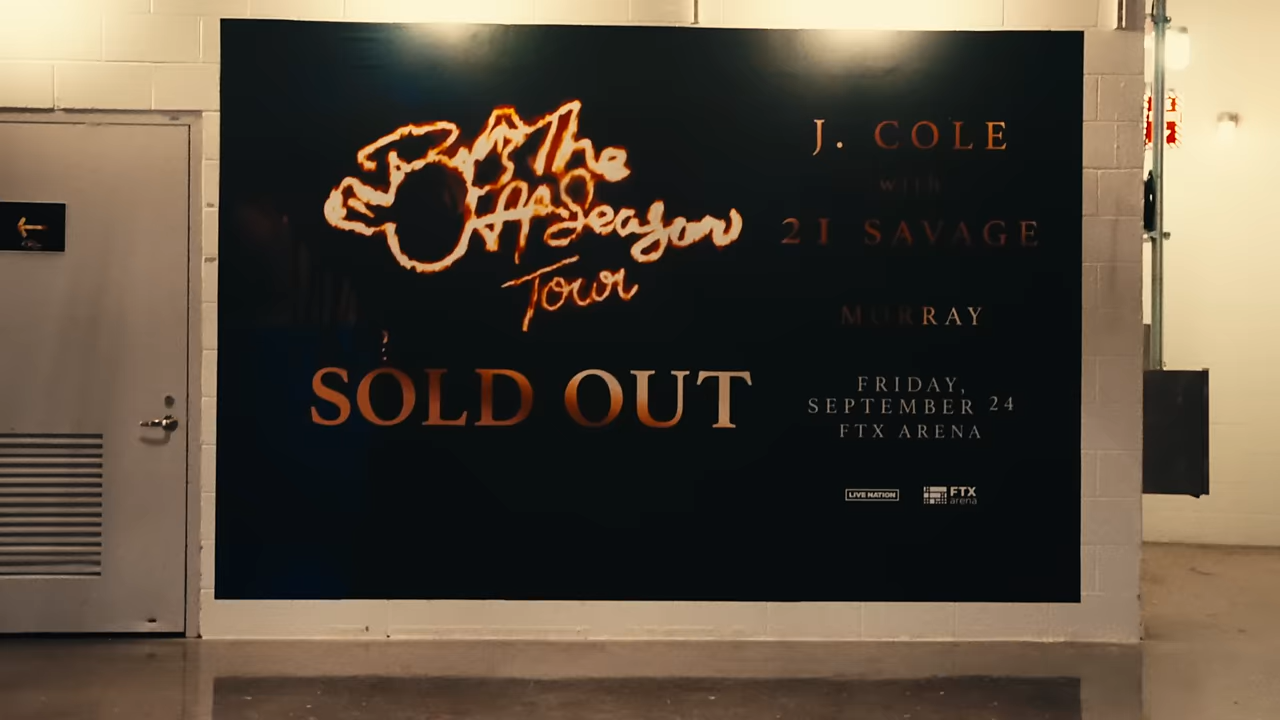 The
Off-Season
Tour
SOLD OUT
J. COLE
with
21 SAVAGE
MORRAY
FRIDAY,
SEPTEMBER 24
FTX ARENA
LIVE NATION
FTX
arena